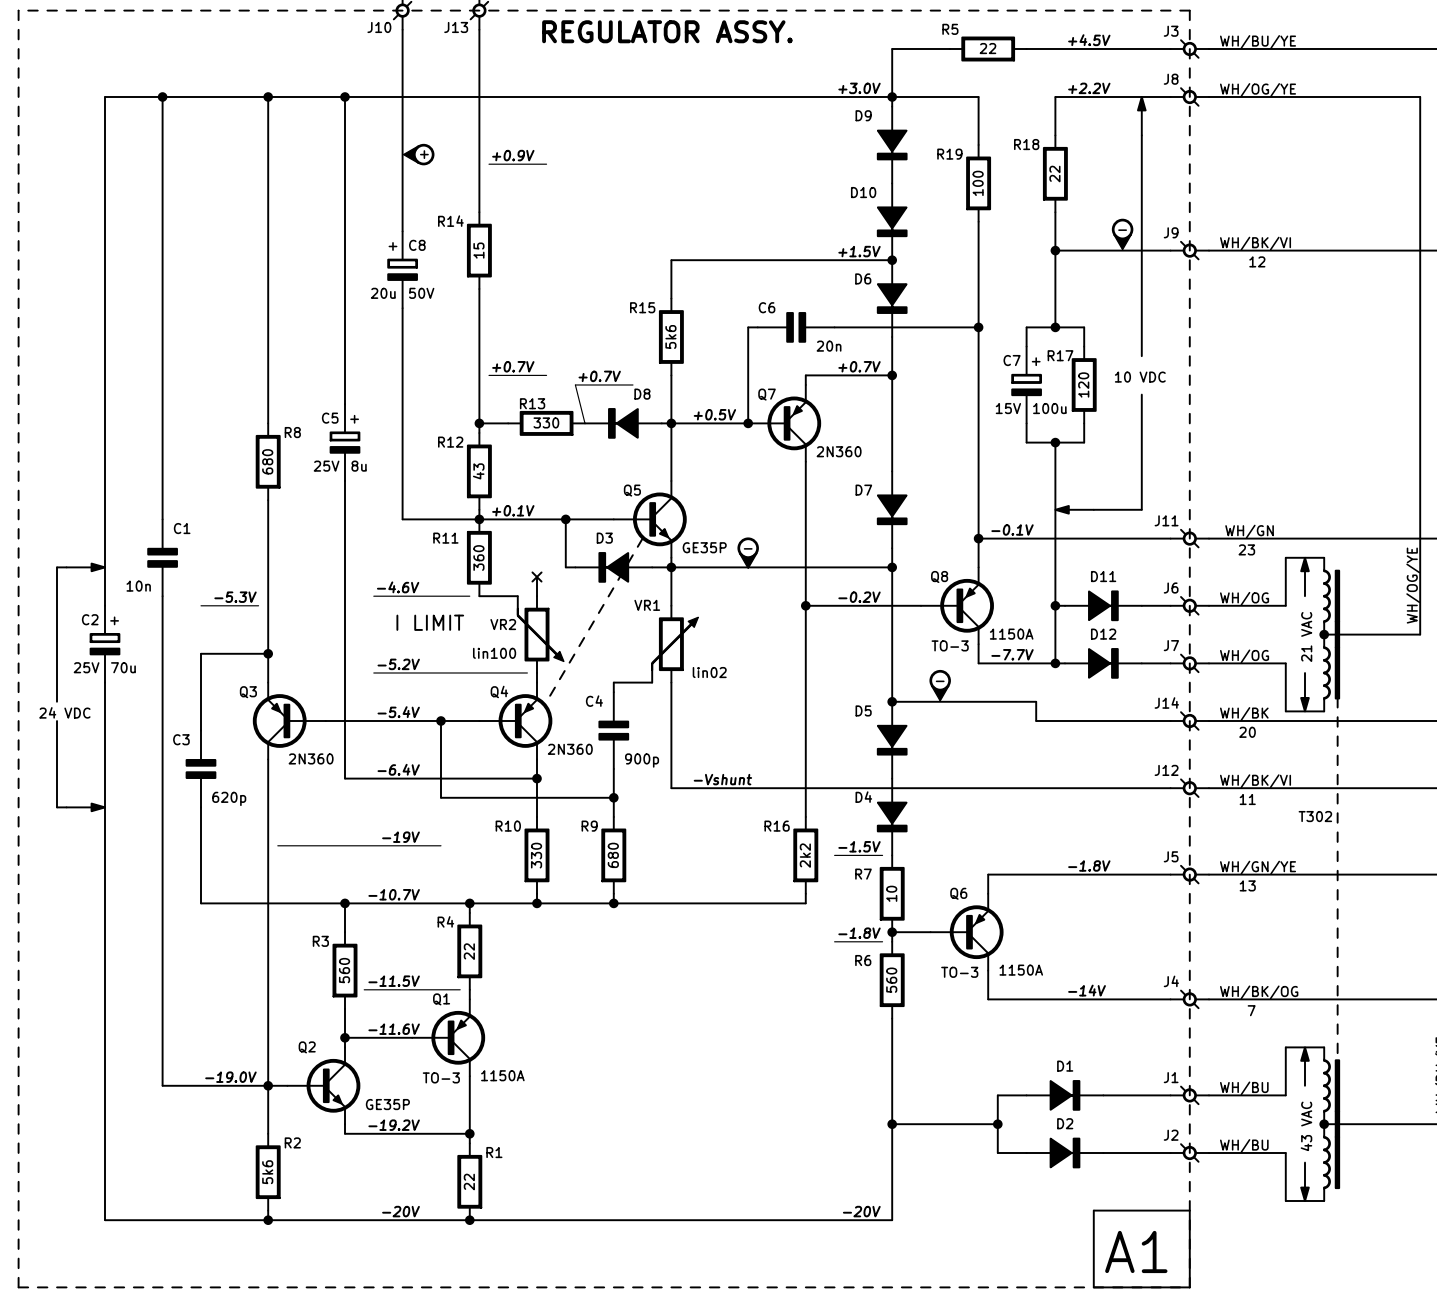 J10
J13
REGULATOR ASSY.
R5
22
+4.5V
J3
WH/BU/YE
+3.0V
+2.2V
J8
WH/OG/YE
D9
+
+0.9V
R19
100
R18
22
D10
R14
15
−
J9
WH/BK/VI
12
+ C8
20u 50V
+1.5V
D6
R15
5k6
C6
20n
+0.7V
+0.7V
D8
+0.7V
Q7
C7 +
15V 100u
R17
120
10 VDC
R13
330
+0.5V
2N360
C5 +
25V 8u
R8
680
R12
43
Q5
D7
C1
10n
+0.1V
GE35P
−0.1V
J11
WH/GN
23
R11
360
D3
−
WH/OG/YE
−5.3V
−4.6V
I LIMIT
VR2
lin100
VR1
lin02
−0.2V
Q8
TO-3
1150A
D11
J6
WH/OG
21 VAC
C2 +
25V 70u
D12
−7.7V
J7
WH/OG
−5.2V
−
Q3
Q4
C4
900p
24 VDC
−5.4V
2N360
2N360
D5
J14
WH/BK
20
C3
620p
−6.4V
−Vshunt
J12
WH/BK/VI
11
D4
T302
−19V
R10
330
R9
680
R16
2k2
−1.5V
R7
10
−1.8V
J5
WH/GN/YE
13
−10.7V
Q6
R3
560
R4
22
−1.8V
R6
560
TO-3
1150A
−11.5V
Q1
−14V
J4
WH/BK/OG
7
−11.6V
Q2
TO-3
1150A
−19.0V
GE35P
−19.2V
D1
J1
WH/BU
43 VAC
D2
J2
WH/BU
R2
5k6
R1
22
−20V
−20V
A1